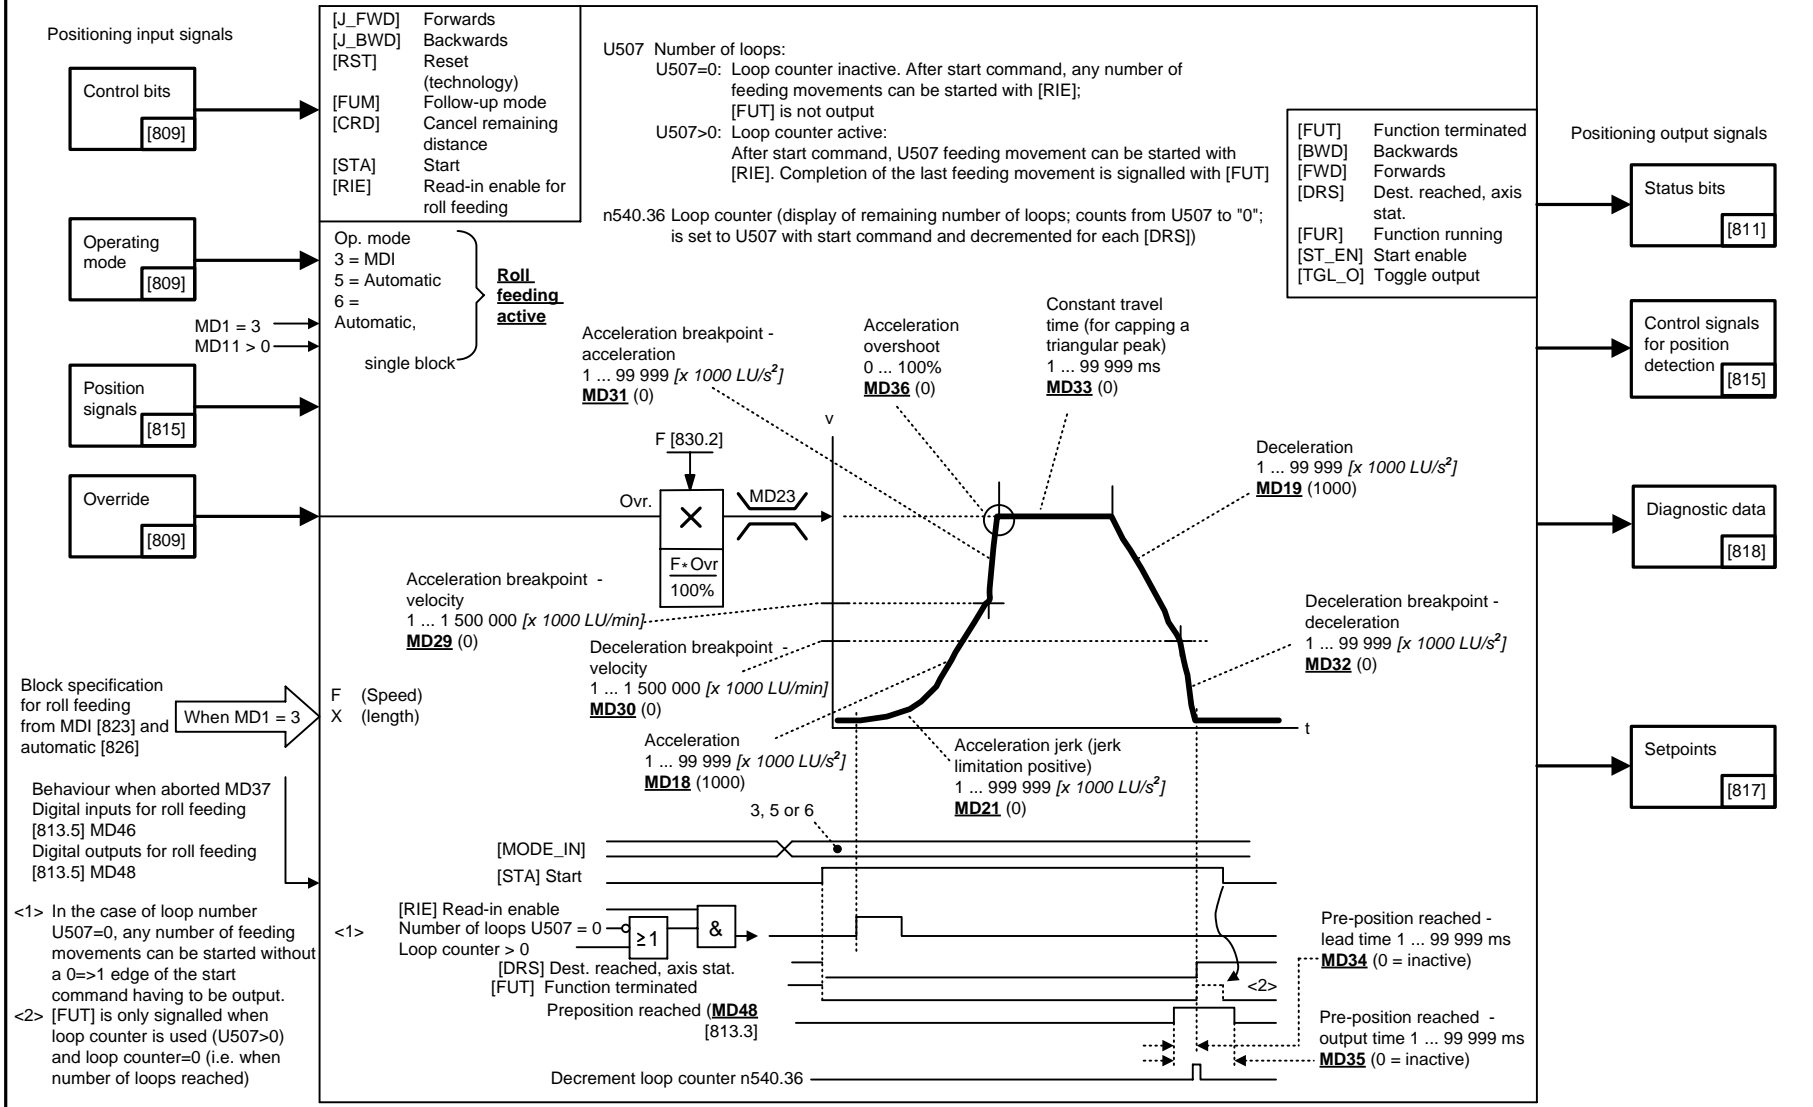 Positioning input signals
Control bits
[809]
Operating
mode
[809]
MD1 = 3
MD11 > 0
Position
signals
[815]
Override
[809]
Block specification
for roll feeding
from MDI [823] and
automatic [826]
When MD1 = 3
Behaviour when aborted MD37
Digital inputs for roll feeding
[813.5] MD46
Digital outputs for roll feeding
[813.5] MD48
<1> In the case of loop number
U507=0, any number of feeding
movements can be started without
a 0=>1 edge of the start
command having to be output.
<2> [FUT] is only signalled when
loop counter is used (U507>0)
and loop counter=0 (i.e. when
number of loops reached)
[J_FWD] Forwards
[J_BWD] Backwards
[RST] Reset
(technology)
[FUM] Follow-up mode
[CRD] Cancel remaining
distance
[STA] Start
[RIE] Read-in enable for
roll feeding
Op. mode
3 = MDI
5 = Automatic
6 =
Automatic,
single block
Roll
feeding
active
U507 Number of loops:
U507=0: Loop counter inactive. After start command, any number of
feeding movements can be started with [RIE];
[FUT] is not output
U507>0: Loop counter active:
After start command, U507 feeding movement can be started with
[RIE]. Completion of the last feeding movement is signalled with [FUT]
n540.36 Loop counter (display of remaining number of loops; counts from U507 to "0";
is set to U507 with start command and decremented for each [DRS])
Acceleration breakpoint -
acceleration
1 ... 99 999 [x 1000 LU/s²]
MD31 (0)
Acceleration
overshoot
0 ... 100%
MD36 (0)
Constant travel
time (for capping a
triangular peak)
1 ... 99 999 ms
MD33 (0)
v
F [830.2]
Ovr.
MD23
F*Ovr
100%
Deceleration
1 ... 99 999 [x 1000 LU/s²]
MD19 (1000)
Acceleration breakpoint -
velocity
1 ... 1 500 000 [x 1000 LU/min]
MD29 (0)
Deceleration breakpoint -
velocity
1 ... 1 500 000 [x 1000 LU/min]
MD30 (0)
Deceleration breakpoint -
deceleration
1 ... 99 999 [x 1000 LU/s²]
MD32 (0)
F (Speed)
X (length)
t
Acceleration
1 ... 99 999 [x 1000 LU/s²]
MD18 (1000)
Acceleration jerk (jerk
limitation positive)
1 ... 999 999 [x 1000 LU/s²]
MD21 (0)
3, 5 or 6
[MODE_IN]
[STA] Start
<1>
[RIE] Read-in enable
Number of loops U507 = 0
Loop counter > 0
≥1
&
[DRS] Dest. reached, axis stat.
[FUT] Function terminated
<2>
Preposition reached (MD48
[813.3]
Decrement loop counter n540.36
Pre-position reached -
lead time 1 ... 99 999 ms
MD34 (0 = inactive)
Pre-position reached -
output time 1 ... 99 999 ms
MD35 (0 = inactive)
[FUT] Function terminated
[BWD] Backwards
[FWD] Forwards
[DRS] Dest. reached, axis
stat.
[FUR] Function running
[ST_EN] Start enable
[TGL_O] Toggle output
Positioning output signals
Status bits
[811]
Control signals
for position
detection
[815]
Diagnostic data
[818]
Setpoints
[817]